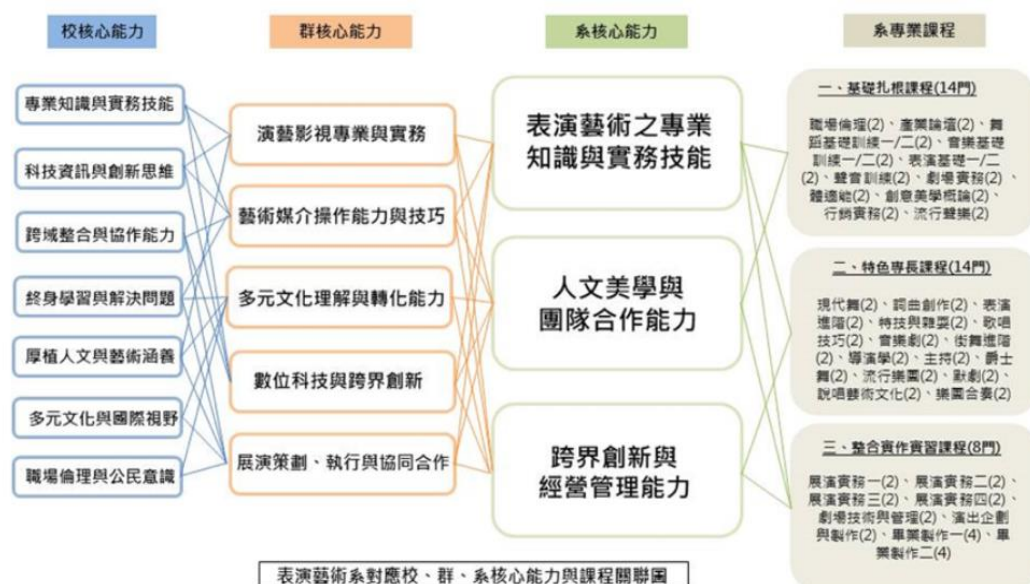 校核心能力
群核心能力
系核心能力
系專業課程
專業知識與實務技能
科技資訊與創新思維
跨域整合與協作能力
終身學習與解決問題
厚植人文與藝術涵養
多元文化與國際視野
職場倫理與公民意識
演藝影視專業與實務
藝術媒介操作能力與技巧
多元文化理解與轉化能力
數位科技與跨界創新
展演策劃、執行與協同合作
表演藝術之專業
知識與實務技能
人文美學與
團隊合作能力
跨界創新與
經營管理能力
一、基礎扎根課程(14門)
職場倫理(2)、產業論壇(2)、舞
蹈基礎訓練一/二(2)、音樂基礎
訓練一/二(2)、表演基礎一/二
(2)、聲音訓練(2)、劇場實務(2)、
體適能(2)、創意美學概論(2)、
行銷實務(2)、流行聲樂(2)
二、特色專長課程(14門)
現代舞(2)、詞曲創作(2)、表演
進階(2)、特技與雜耍(2)、歌唱
技巧(2)、音樂劇(2)、街舞進階
(2)、導演學(2)、主持(2)、爵士
舞(2)、流行樂團(2)、默劇(2)、
說唱藝術文化(2)、樂團合奏(2)
三、整合實作實習課程(8門)
展演實務一(2)、展演實務二(2)、
展演實務三(2)、展演實務四(2)、
劇場技術與管理(2)、演出企劃
與製作(2)、畢業製作一(4)、畢
業製作二(4)
表演藝術系對應校、群、系核心能力與課程關聯圖